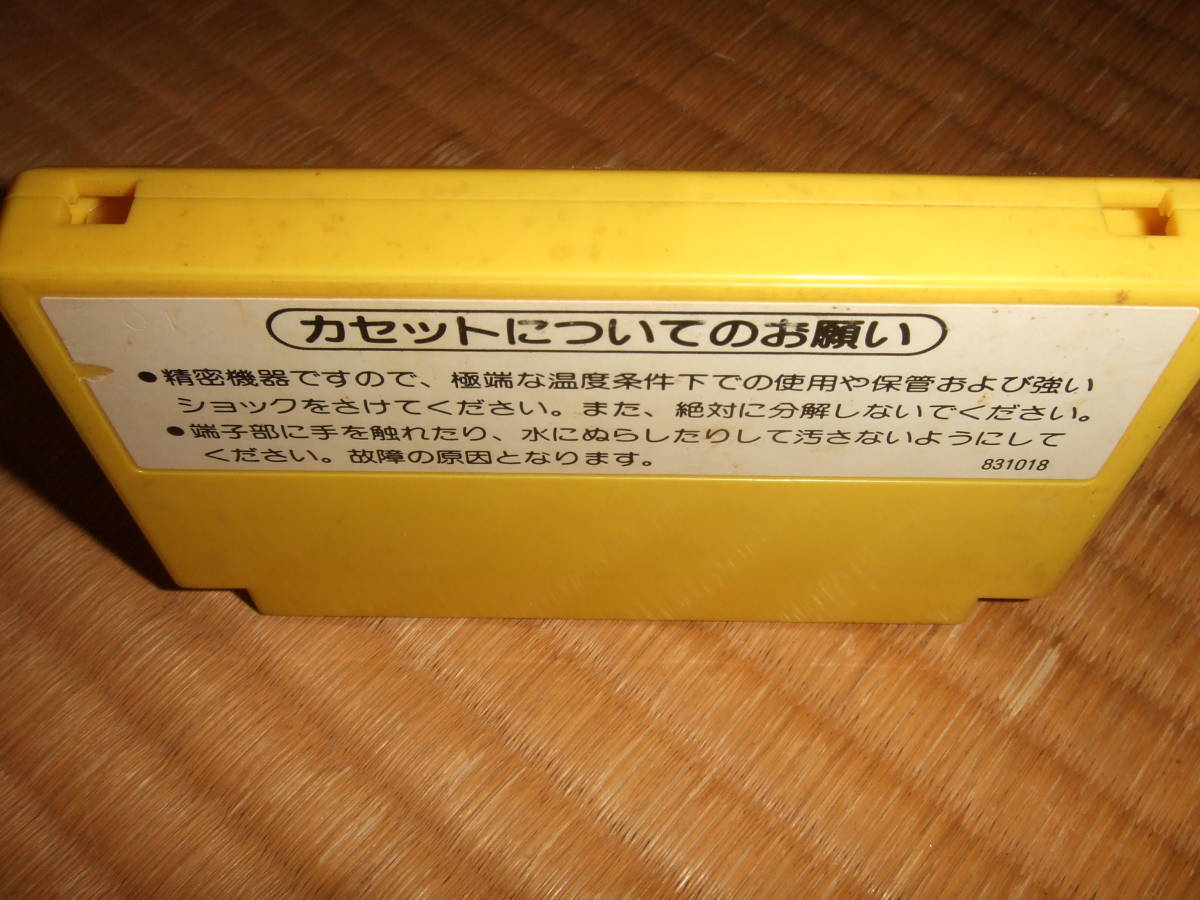 カセットについてのお願い
●精密機器ですので、極端な温度条件下での使用や保管および強い
ショックをさけてください。また、絶対に分解しないでください。
●端子部に手を触れたり、水にぬらしたりして汚さないようにして
ください。故障の原因となります。
831018